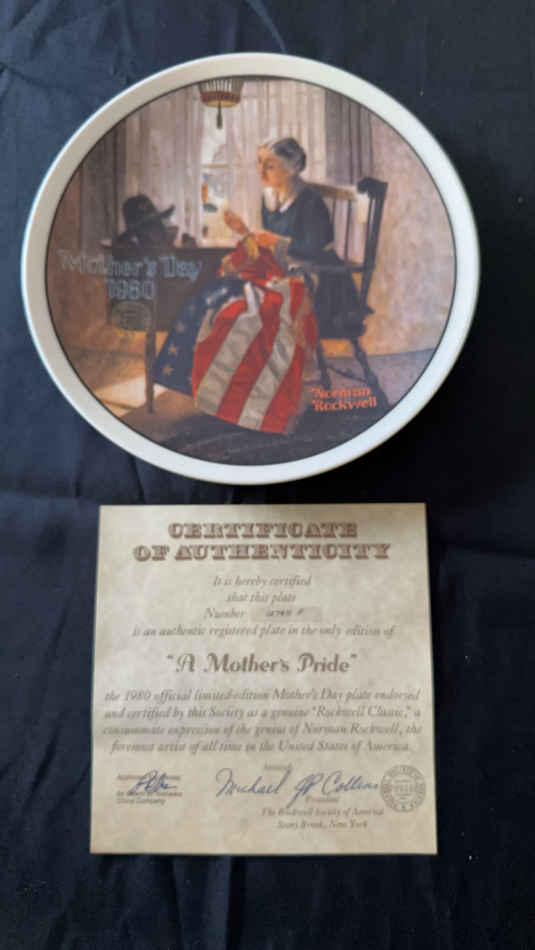 Mother's Day
1980
Norman
Rockwell
CERTIFICATE
OF AUTHENTICITY
It is hereby certified
that this plate
Number
is an authentic registered plate in the only edition of
"A Mother's Pride"
the 1980 official limited-edition Mother's Day plate endorsed
and certified by this Society as a genuine "Rockwell Classic," a
consummate expression of the genius of Norman Rockwell, the
foremost artist of all time in the United States of America.
Michael P. Collins
President
China Company
The Rockwell Society of America
Stony Brook, New York